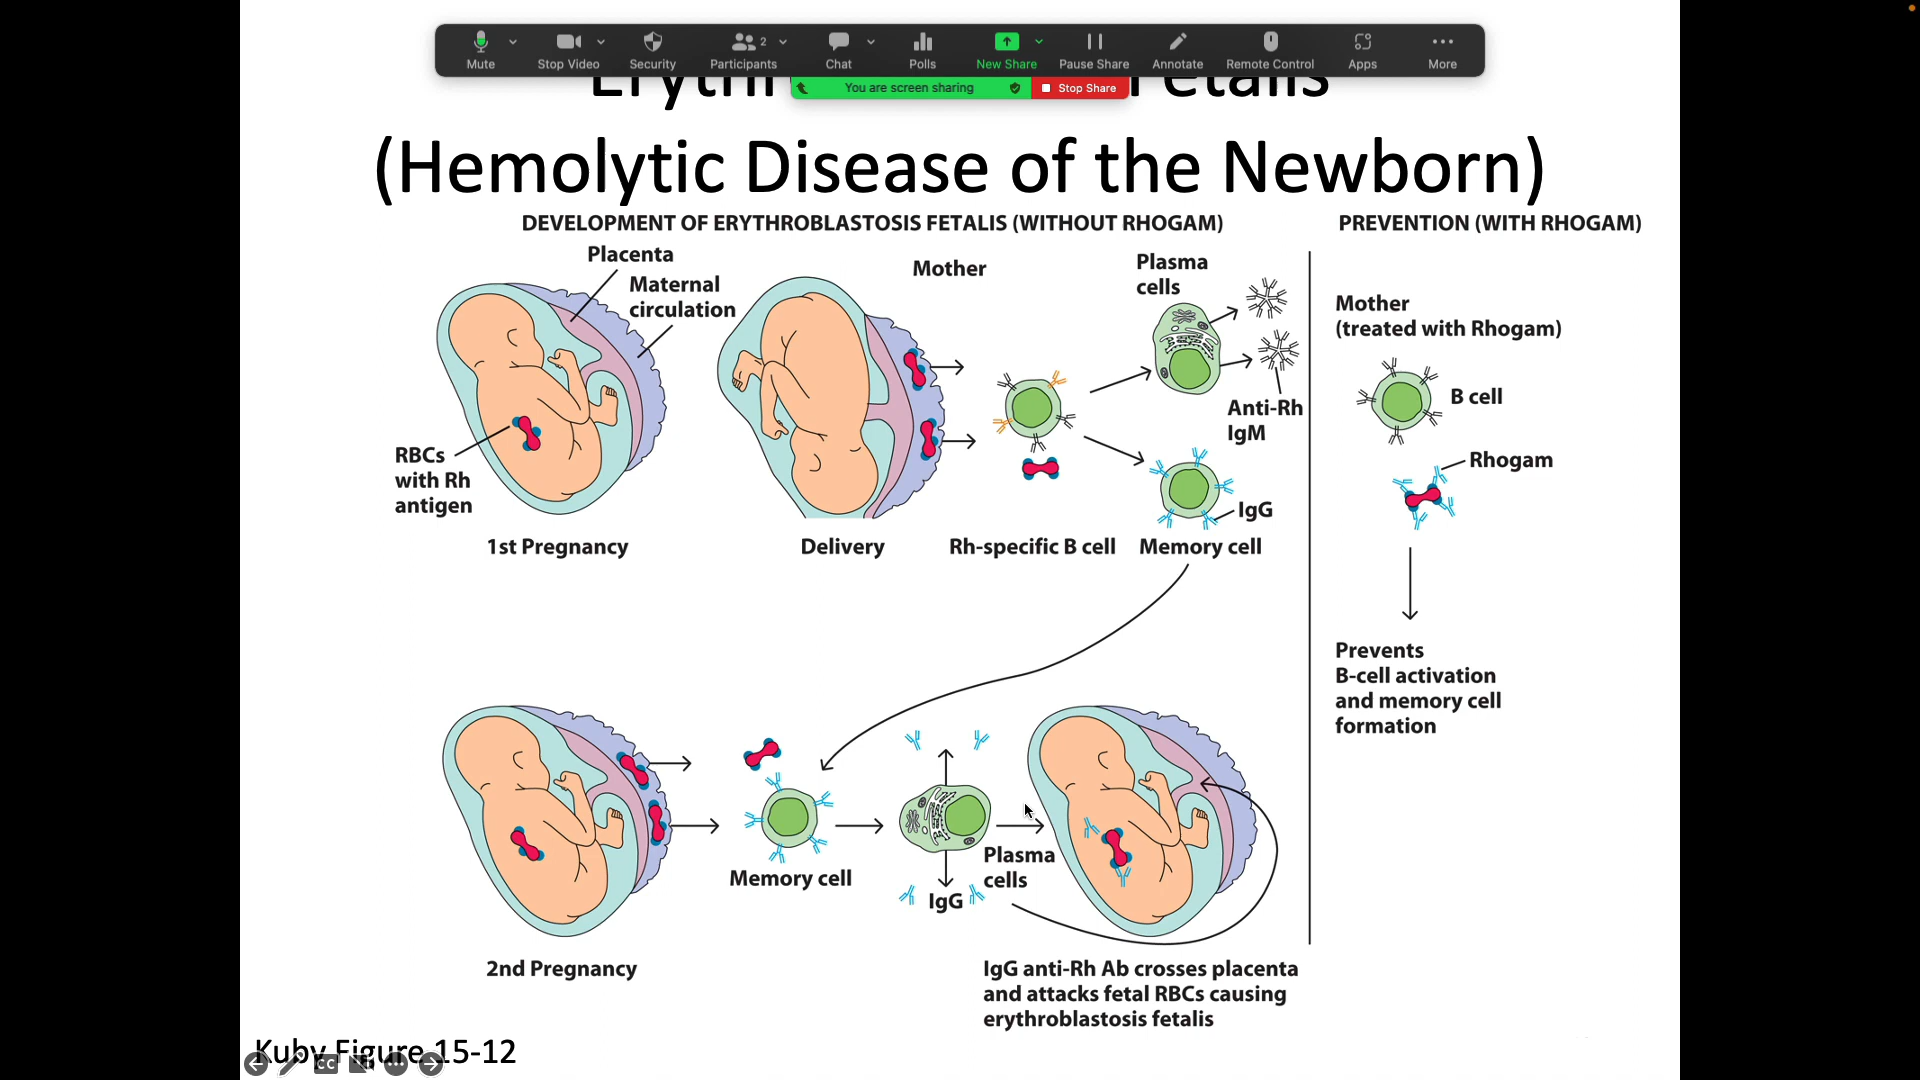 Mute
Stop Video
Security
Participants
2
Chat
Polls
New Share
Pause Share
Annotate
Remote Control
Apps
More
You are screen sharing
Stop Share
Fetalis
(Hemolytic Disease of the Newborn)
DEVELOPMENT OF ERYTHROBLASTOSIS FETALIS (WITHOUT RHOGAM)
PREVENTION (WITH RHOGAM)
Placenta
Maternal
circulation
RBCs
with Rh
antigen
1st Pregnancy
Mother
Delivery
Rh-specific B cell
Plasma
cells
Anti-Rh
IgM
IgG
Memory cell
Mother
(treated with Rhogam)
B cell
Rhogam
Prevents
B-cell activation
and memory cell
formation
2nd Pregnancy
Memory cell
IgG
Plasma
cells
IgG anti-Rh Ab crosses placenta
and attacks fetal RBCs causing
erythroblastosis fetalis
Kuby Figure 15-12
CC